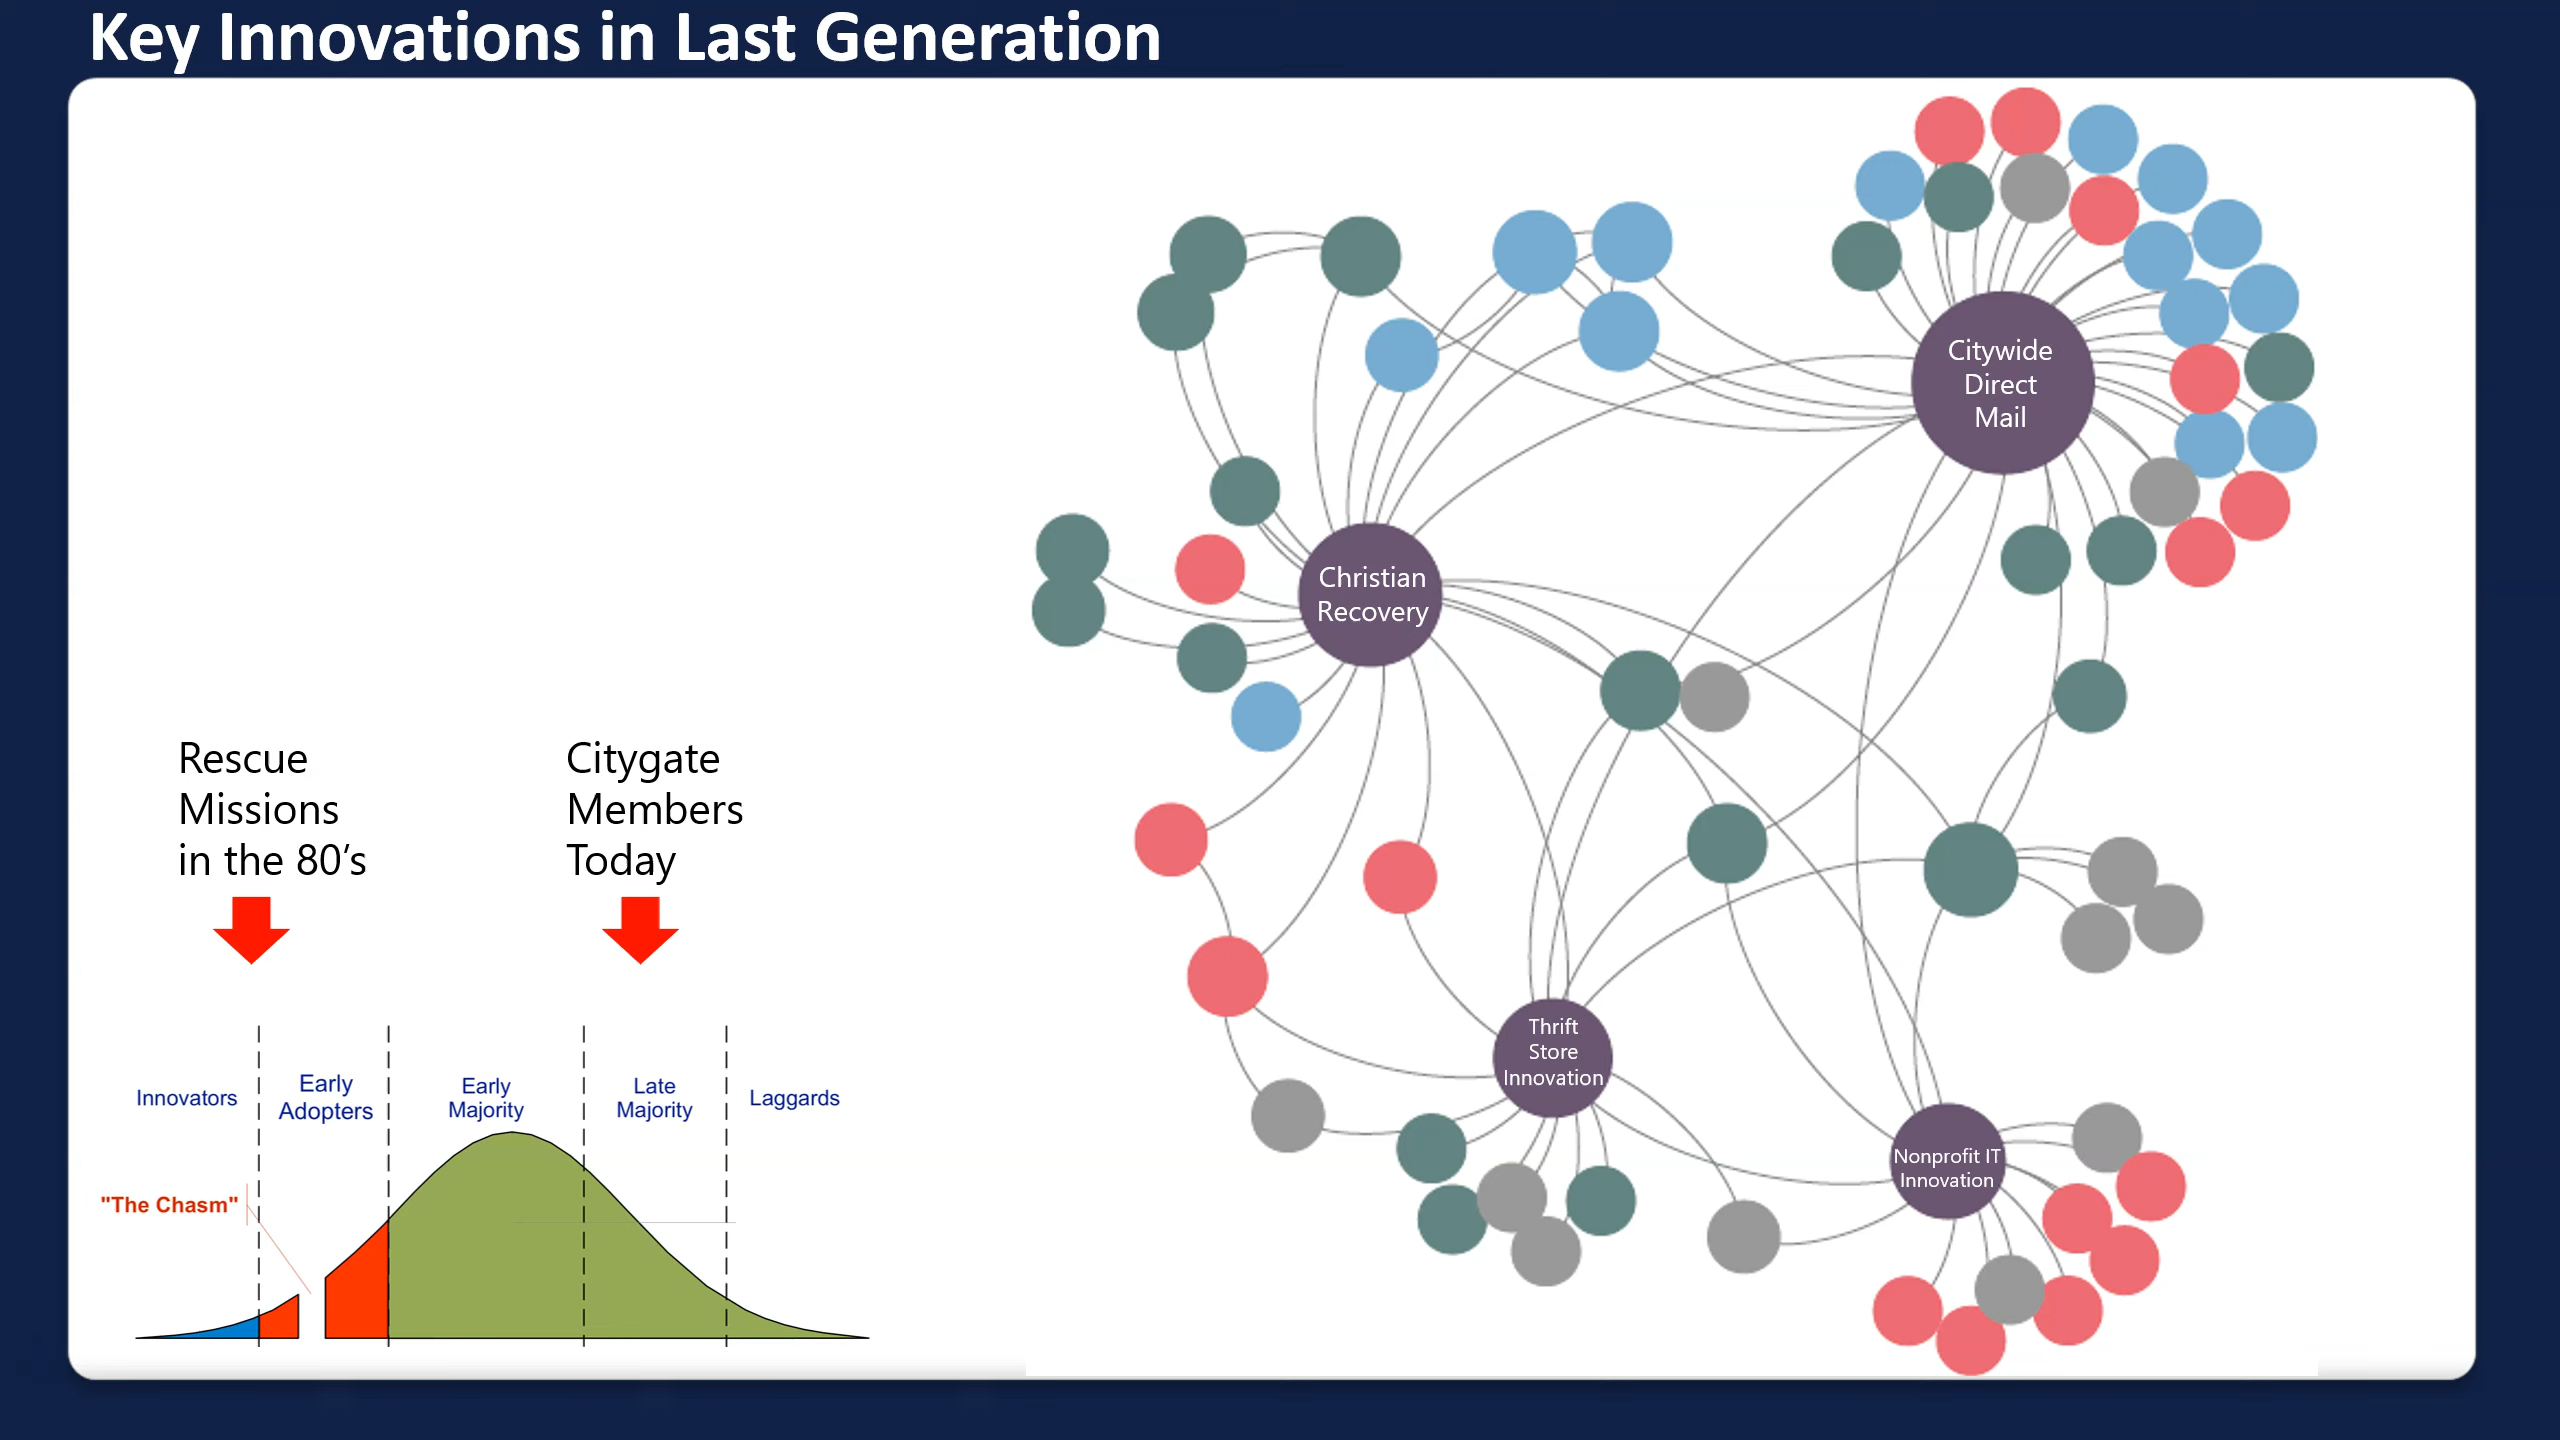 Key Innovations in Last Generation
Rescue
Missions
in the 80’s
Citygate
Members
Today
Innovators
Early
Adopters
Early
Majority
Late
Majority
Laggards
"The Chasm"
Citywide
Direct
Mail
Christian
Recovery
Thrift
Store
Innovation
Nonprofit IT
Innovation